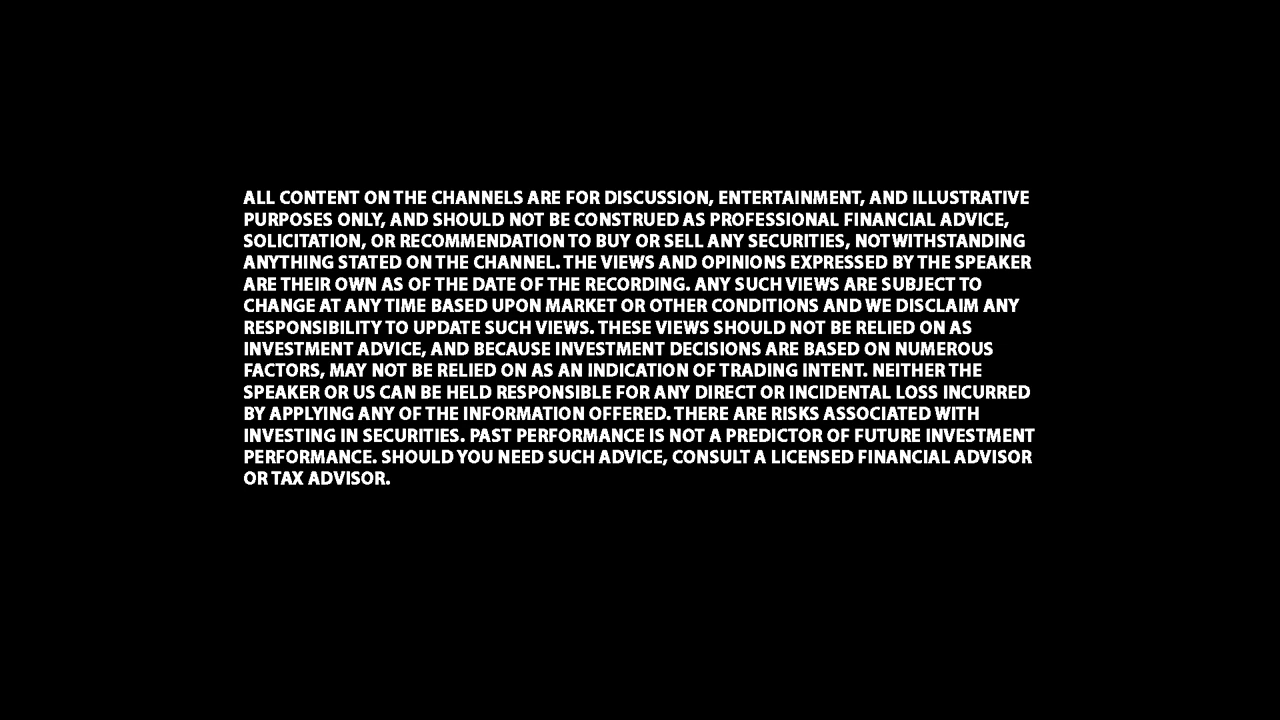 ALL CONTENT ON THE CHANNELS ARE FOR DISCUSSION, ENTERTAINMENT, AND ILLUSTRATIVE
PURPOSES ONLY, AND SHOULD NOT BE CONSTRUED AS PROFESSIONAL FINANCIAL ADVICE,
SOLICITATION, OR RECOMMENDATION TO BUY OR SELL ANY SECURITIES, NOTWITHSTANDING
ANYTHING STATED ON THE CHANNEL. THE VIEWS AND OPINIONS EXPRESSED BY THE SPEAKER
ARE THEIR OWN AS OF THE DATE OF THE RECORDING. ANY SUCH VIEWS ARE SUBJECT TO
CHANGE AT ANY TIME BASED UPON MARKET OR OTHER CONDITIONS AND WE DISCLAIM ANY
RESPONSIBILITY TO UPDATE SUCH VIEWS. THESE VIEWS SHOULD NOT BE RELIED ON AS
INVESTMENT ADVICE, AND BECAUSE INVESTMENT DECISIONS ARE BASED ON NUMEROUS
FACTORS, MAY NOT BE RELIED ON AS AN INDICATION OF TRADING INTENT. NEITHER THE
SPEAKER OR US CAN BE HELD RESPONSIBLE FOR ANY DIRECT OR INCIDENTAL LOSS INCURRED
BY APPLYING ANY OF THE INFORMATION OFFERED. THERE ARE RISKS ASSOCIATED WITH
INVESTING IN SECURITIES. PAST PERFORMANCE IS NOT A PREDICTOR OF FUTURE INVESTMENT
PERFORMANCE. SHOULD YOU NEED SUCH ADVICE, CONSULT A LICENSED FINANCIAL ADVISOR
OR TAX ADVISOR.